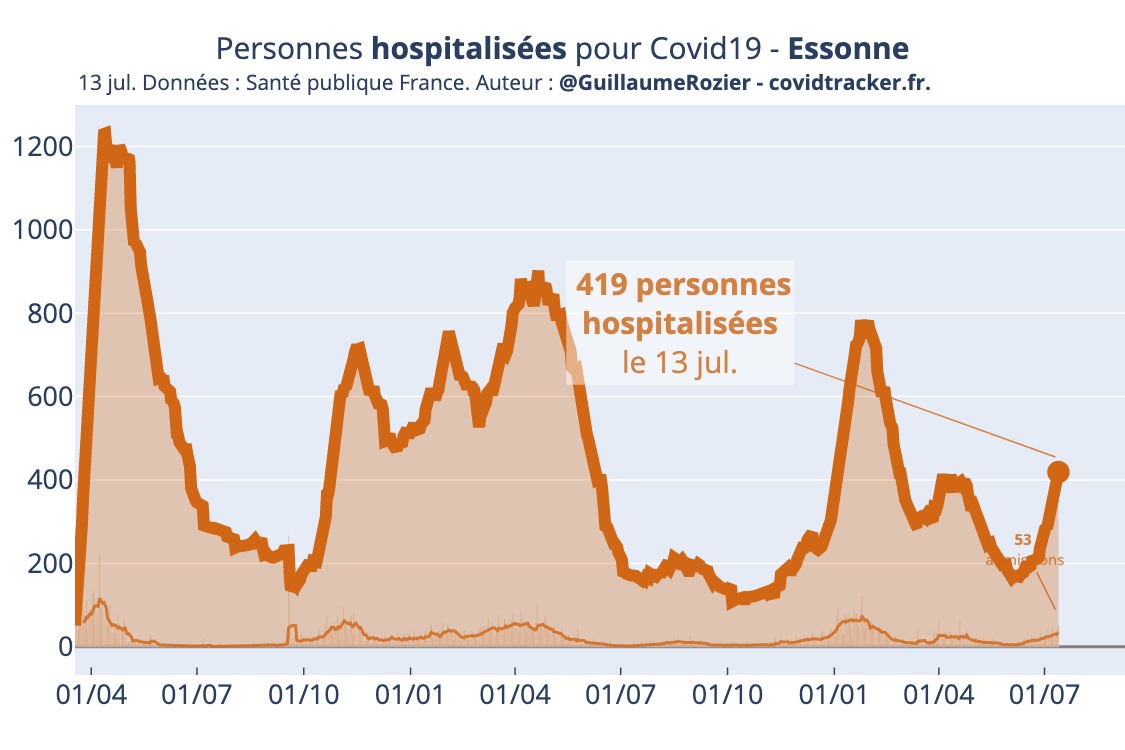 Personnes hospitalisées pour Covid19 - Essonne
13 jul. Données : Santé publique France. Auteur : @GuillaumeRozier - covidtracker.fr.
1200
1000
800
600
400
200
0
419 personnes
hospitalisées
le 13 jul.
53
admissions
01/04 01/07 01/10 01/01 01/04 01/07 01/10 01/01 01/04 01/07